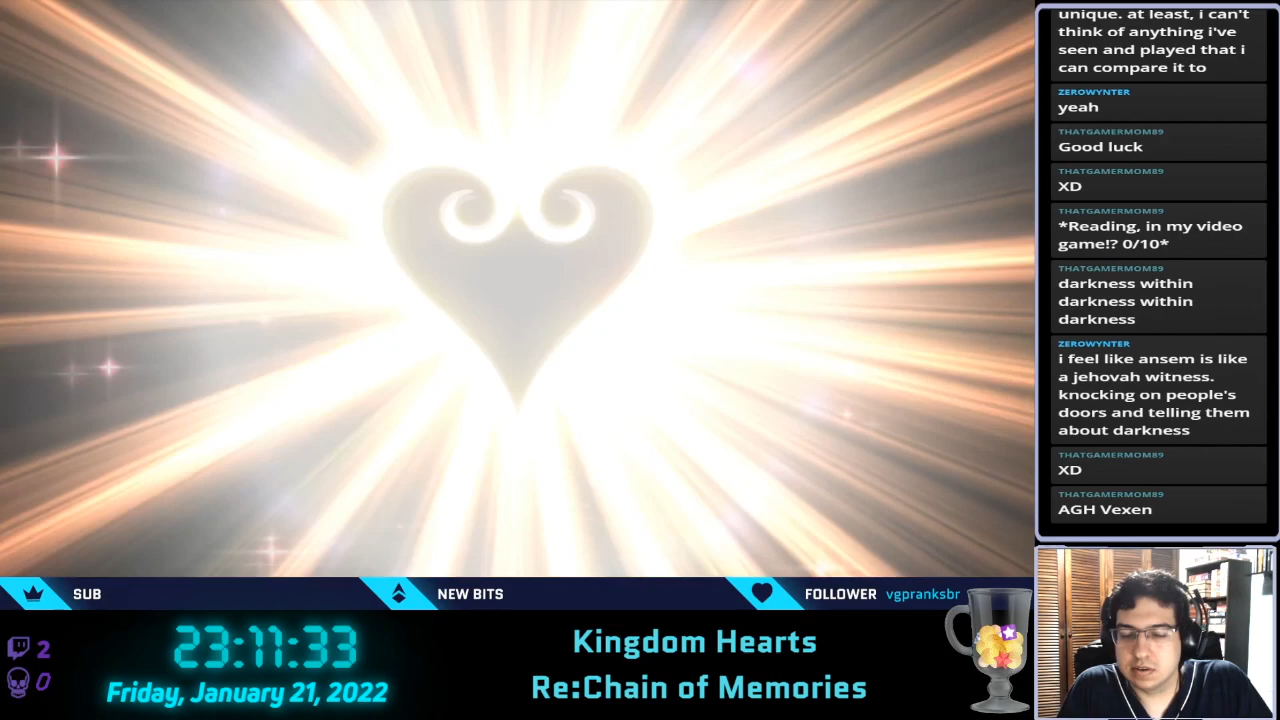 unique. at least, i can't
think of anything i've
seen and played that i
can compare it to
ZEROWYNTER
yeah
THATGAMERMOM89
Good luck
THATGAMERMOM89
XD
THATGAMERMOM89
*Reading, in my video
game!? 0/10*
THATGAMERMOM89
darkness within
darkness within
darkness
ZEROWYNTER
i feel like ansem is like
a jehovah witness.
knocking on people's
doors and telling them
about darkness
THATGAMERMOM89
XD
THATGAMERMOM89
AGH Vexen
SUB
NEW BITS
FOLLOWER vgpranksbr
2
0
23:11:33
Friday, January 21, 2022
Kingdom Hearts
Re:Chain of Memories